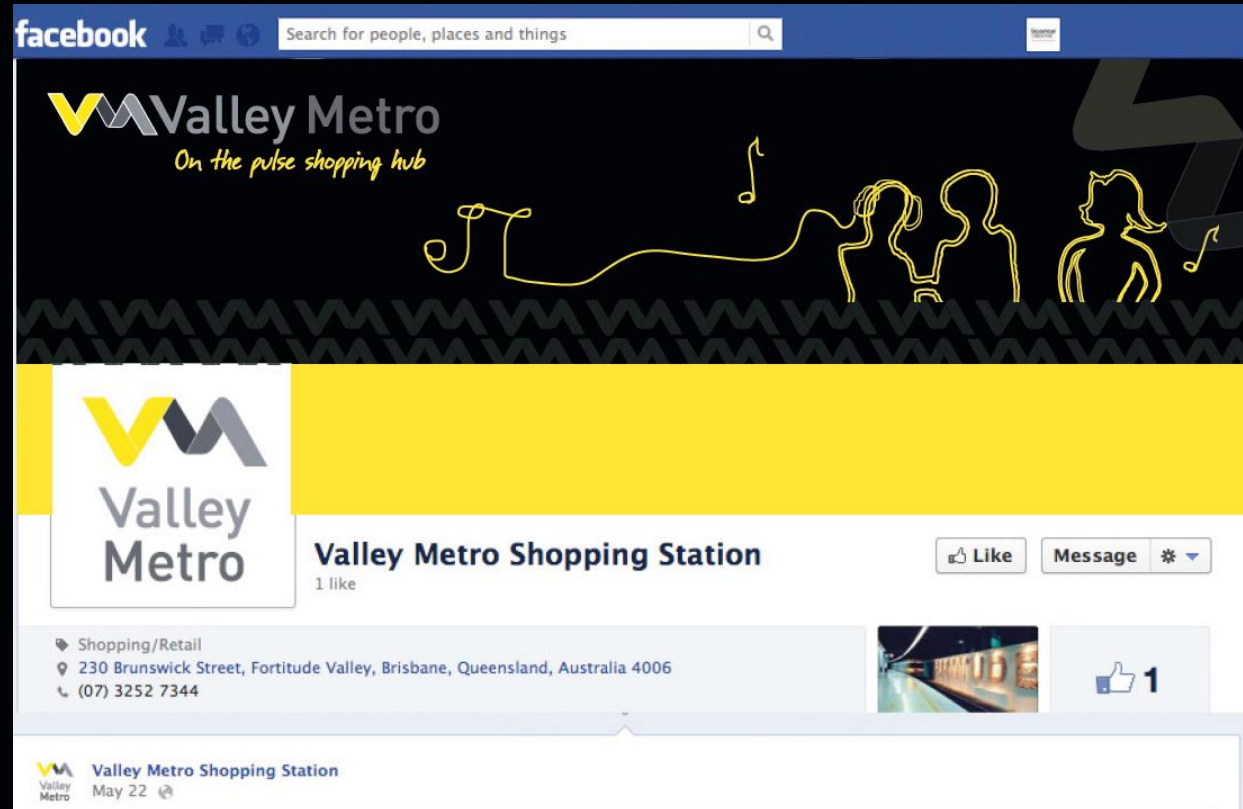 facebook
Search for people, places and things
Valley Metro
On the pulse shopping hub
Valley
Metro
Valley Metro Shopping Station
1 like
Like
Message
Shopping/Retail
230 Brunswick Street, Fortitude Valley, Brisbane, Queensland, Australia 4006
(07) 3252 7344
1
Valley Metro Shopping Station
Valley
Metro
May 22